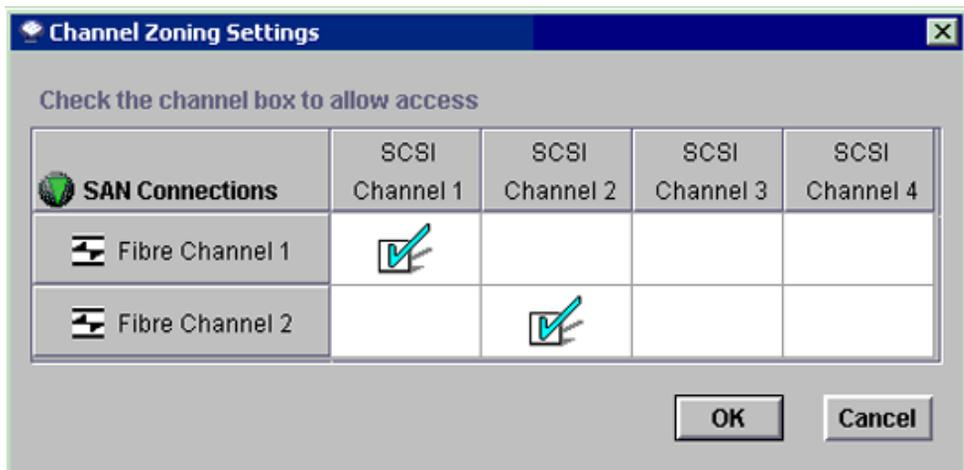 Channel Zoning Settings
Check the channel box to allow access
SAN Connections
SCSI Channel 1
SCSI Channel 2
SCSI Channel 3
SCSI Channel 4
Fibre Channel 1
Fibre Channel 2
OK
Cancel